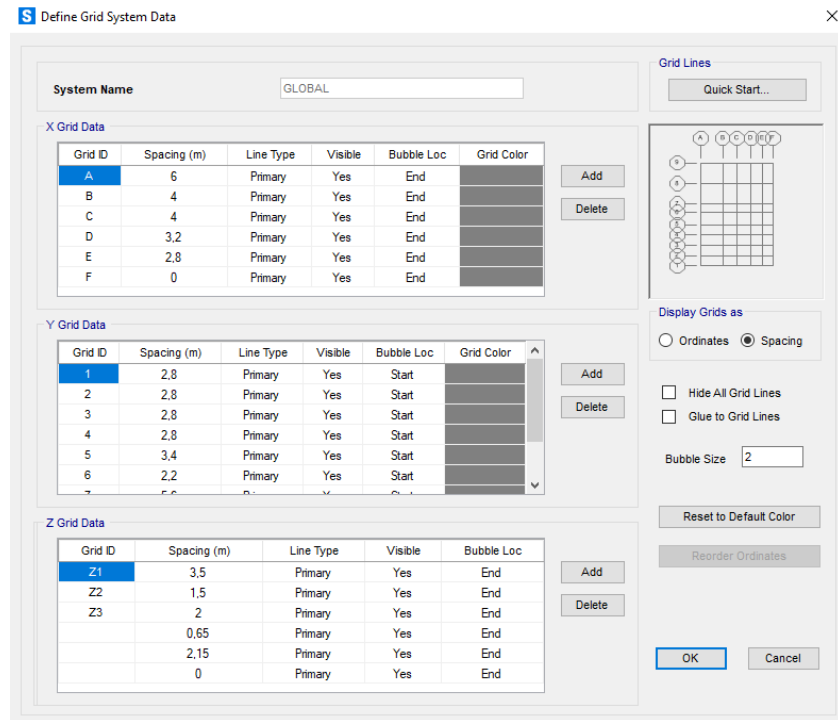 S Define Grid System Data
System Name GLOBAL
Grid Lines
Quick Start...
X Grid Data
Grid ID Spacing (m) Line Type Visible Bubble Loc Grid Color
A 6 Primary Yes End
B 4 Primary Yes End
C 4 Primary Yes End
D 3,2 Primary Yes End
E 2,8 Primary Yes End
F 0 Primary Yes End
Add
Delete
A B C D E F
9
8
Y Grid Data
Grid ID Spacing (m) Line Type Visible Bubble Loc Grid Color
1 2,8 Primary Yes Start
2 2,8 Primary Yes Start
3 2,8 Primary Yes Start
4 2,8 Primary Yes Start
5 3,4 Primary Yes Start
6 2,2 Primary Yes Start
Add
Delete
Display Grids as
Ordinates Spacing
Hide All Grid Lines
Glue to Grid Lines
Bubble Size 2
Reset to Default Color
Reorder Ordinates
Z Grid Data
Grid ID Spacing (m) Line Type Visible Bubble Loc
Z1 3,5 Primary Yes End
Z2 1,5 Primary Yes End
Z3 2 Primary Yes End
0,65 Primary Yes End
2,15 Primary Yes End
0 Primary Yes End
Add
Delete
OK Cancel